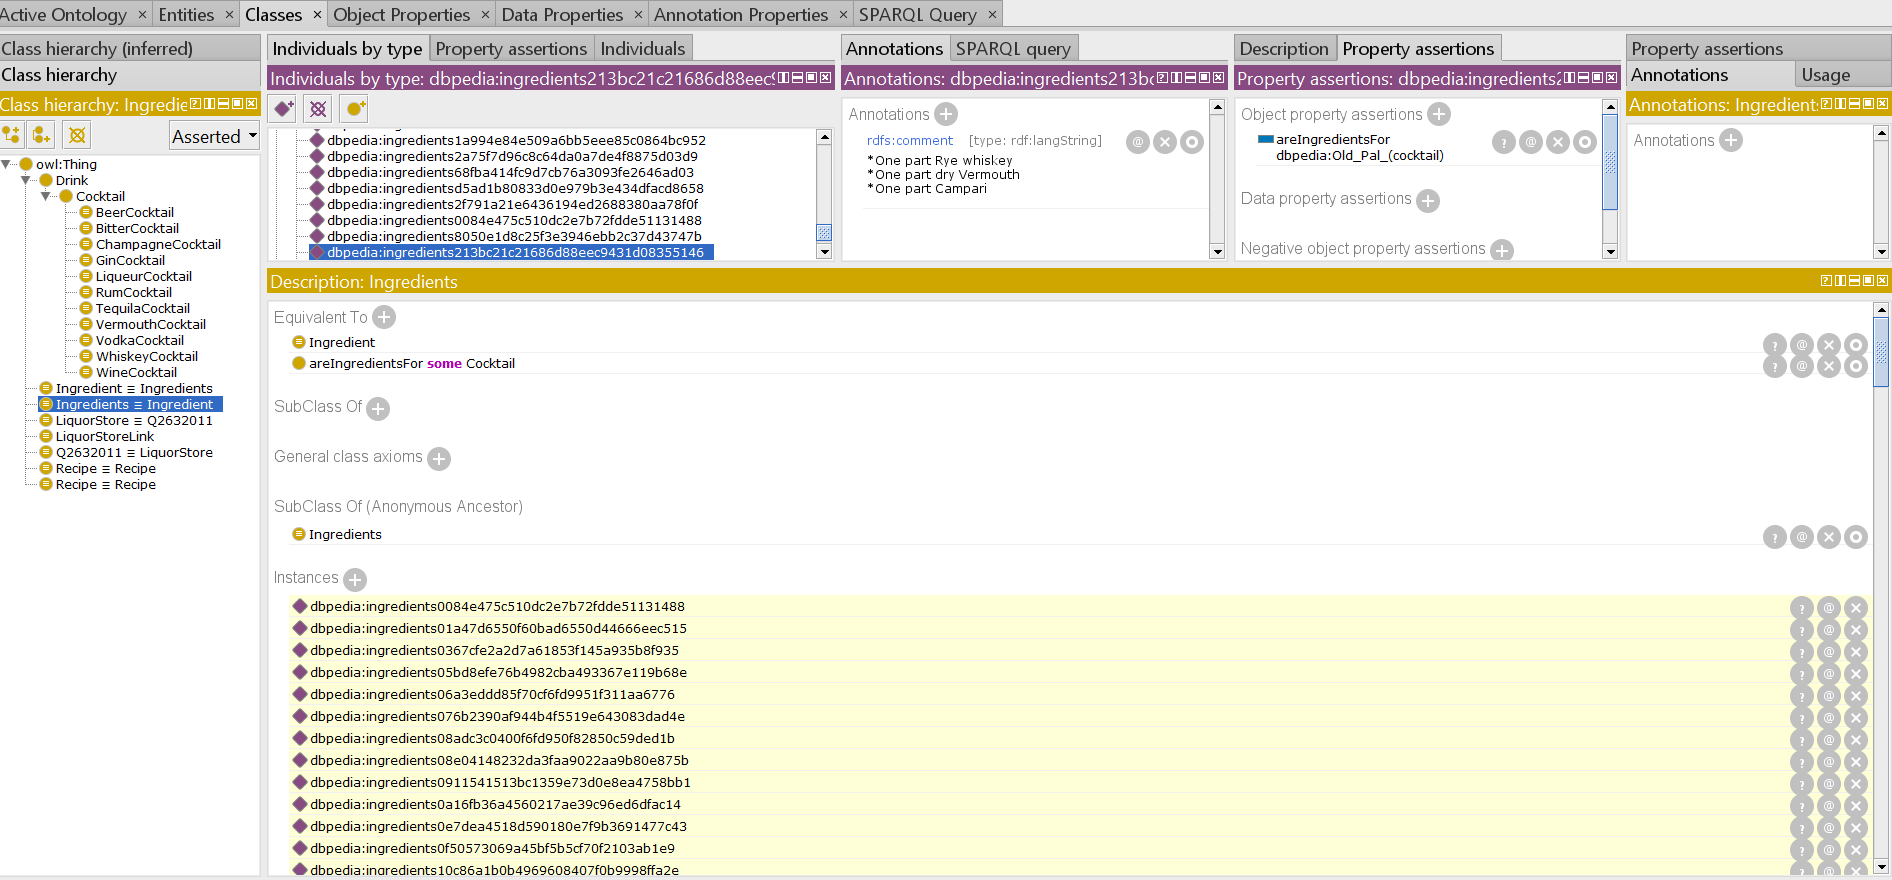 Active Ontology × Entities × Classes × Object Properties × Data Properties × Annotation Properties × SPARQL Query ×
Class hierarchy (inferred)
Class hierarchy
Class hierarchy: Ingredie
Asserted
owl:Thing
Drink
Cocktail
BeerCocktail
BitterCocktail
ChampagneCocktail
GinCocktail
LiqueurCocktail
RumCocktail
TequilaCocktail
VermouthCocktail
VodkaCocktail
WhiskeyCocktail
WineCocktail
Ingredient ≡ Ingredients
Ingredients ≡ Ingredient
LiquorStore ≡ Q2632011
LiquorStoreLink
Q2632011 ≡ LiquorStore
Recipe ≡ Recipe
Recipe ≡ Recipe
Individuals by type Property assertions Individuals
Individuals by type: dbpedia:ingredients213bc21c21686d88eec9
dbpedia:ingredients1a994e84e509a6bb5eee85c0864bc952
dbpedia:ingredients2a75f7d96c8c64da0a7de4f8875d03d9
dbpedia:ingredients68fba414fc9d7cb76a3093fe2646ad03
dbpedia:ingredientsd5ad1b80833d0e979b3e434dfacd8658
dbpedia:ingredients2f791a21e6436194ed2688380aa78f0f
dbpedia:ingredients0084e475c510dc2e7b72fdde51131488
dbpedia:ingredients8050e1d8c25f3e3946ebb2c37d43747b
dbpedia:ingredients213bc21c21686d88eec9431d08355146
Annotations SPARQL query
Annotations: dbpedia:ingredients213bc
Annotations
rdfs:comment [type: rdf:langString]
*One part Rye whiskey
*One part dry Vermouth
*One part Campari
Description Property assertions
Property assertions: dbpedia:ingredients2
Object property assertions
areIngredientsFor
dbpedia:Old_Pal_(cocktail)
Data property assertions
Negative object property assertions
Property assertions
Annotations Usage
Annotations: Ingredient
Annotations
Description: Ingredients
Equivalent To
Ingredient
areIngredientsFor some Cocktail
SubClass Of
General class axioms
SubClass Of (Anonymous Ancestor)
Ingredients
Instances
dbpedia:ingredients0084e475c510dc2e7b72fdde51131488
dbpedia:ingredients01a47d6550f60bad6550d44666eec515
dbpedia:ingredients0367cfe2a2d7a61853f145a935b8f935
dbpedia:ingredients05bd8efe76b4982cba493367e119b68e
dbpedia:ingredients06a3eddd85f70cf6fd9951f311aa6776
dbpedia:ingredients076b2390af944b4f5519e643083dad4e
dbpedia:ingredients08adc3c0400f6fd950f82850c59ded1b
dbpedia:ingredients08e04148232da3faa9022aa9b80e875b
dbpedia:ingredients0911541513bc1359e73d0e8ea4758bb1
dbpedia:ingredients0a16fb36a4560217ae39c96ed6dfac14
dbpedia:ingredients0e7dea4518d590180e7f9b3691477c43
dbpedia:ingredients0f50573069a45bf5b5cf70f2103ab1e9
dbpedia:ingredients10c86a1b0b4969608407f0b9998ffa2e